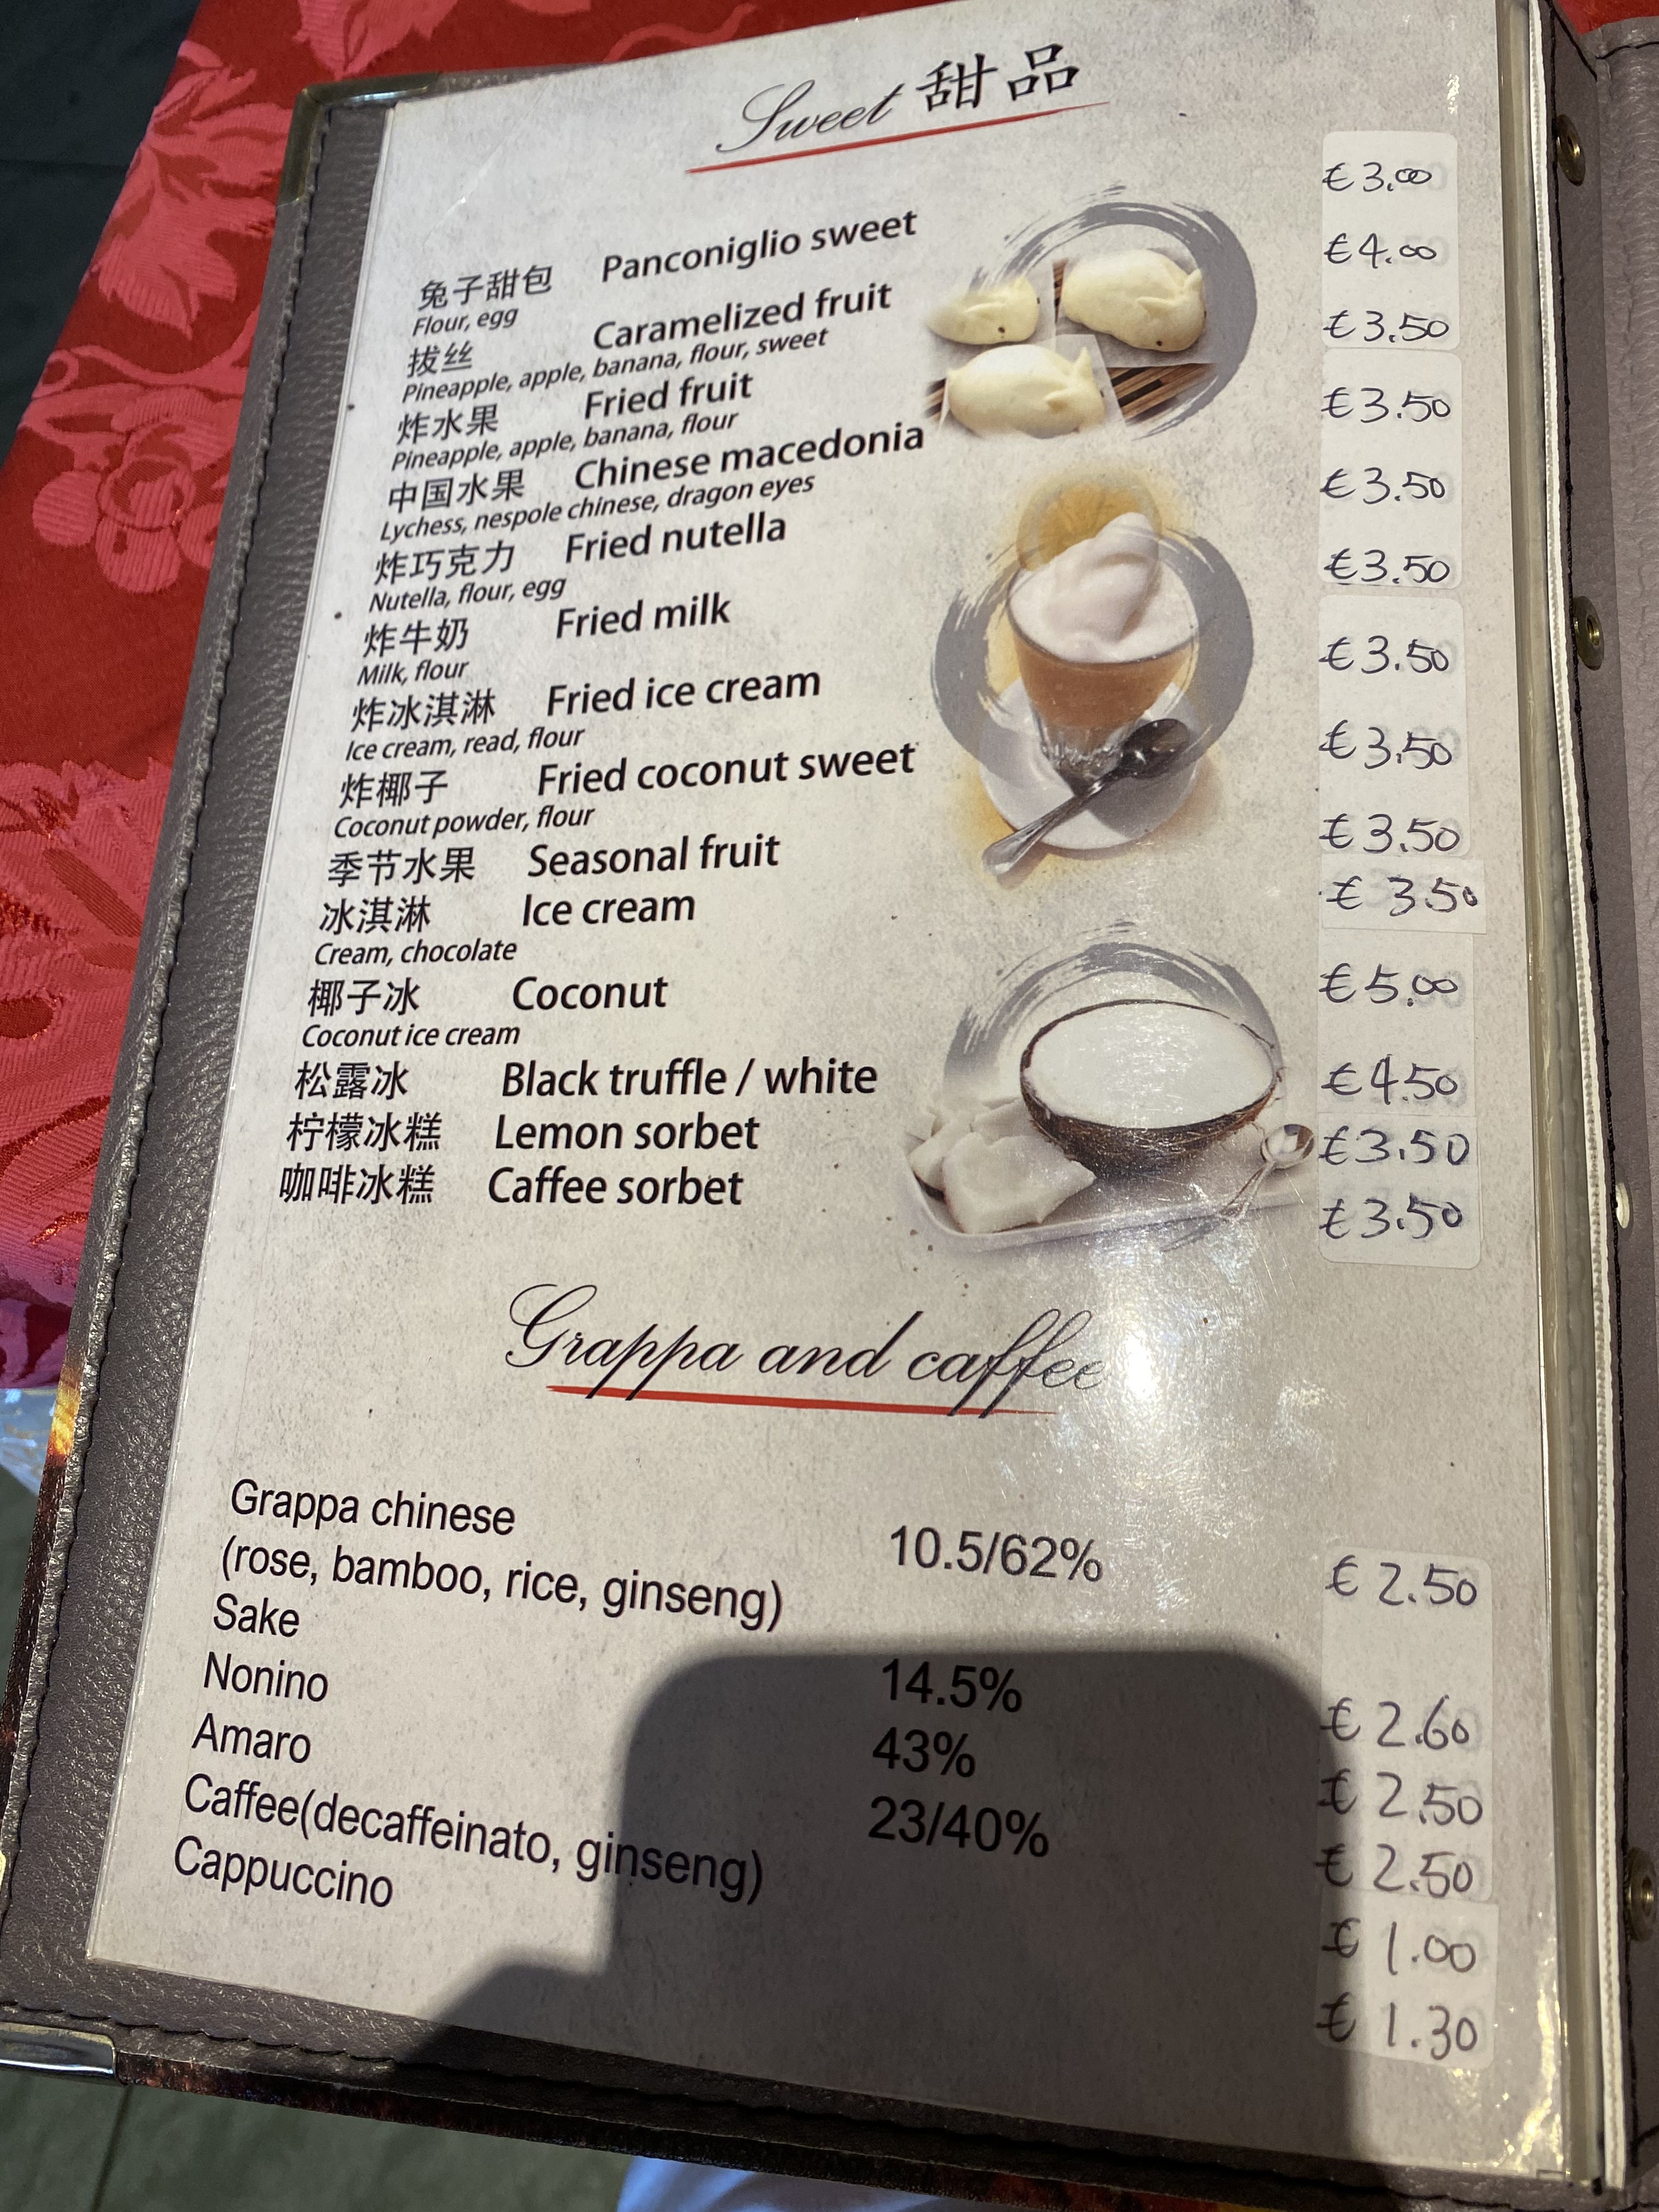 Sweet 甜品
兔子甜包 Panconiglio sweet € 3.00
Flour, egg
拔丝 Caramelized fruit € 4.00
Pineapple, apple, banana, flour, sweet
炸水果 Fried fruit € 3.50
Pineapple, apple, banana, flour
中国水果 Chinese macedonia € 3.50
Lychess, nespole chinese, dragon eyes
炸巧克力 Fried nutella € 3.50
Nutella, flour, egg
炸牛奶 Fried milk € 3.50
Milk, flour
炸冰淇淋 Fried ice cream € 3.50
Ice cream, read, flour
炸椰子 Fried coconut sweet € 3.50
Coconut powder, flour
季节水果 Seasonal fruit € 3.50
冰淇淋 Ice cream € 3.50
Cream, chocolate
椰子冰 Coconut € 5.00
Coconut ice cream
松露冰 Black truffle / white € 4.50
柠檬冰糕 Lemon sorbet € 3.50
咖啡冰糕 Caffee sorbet € 3.50
Grappa and caffee
Grappa chinese
(rose, bamboo, rice, ginseng) 10.5/62% € 2.50
Sake 14.5% € 2.60
Nonino 43% € 2.50
Amaro 23/40% € 2.50
Caffee(decaffeinato, ginseng) € 1.00
Cappuccino € 1.30